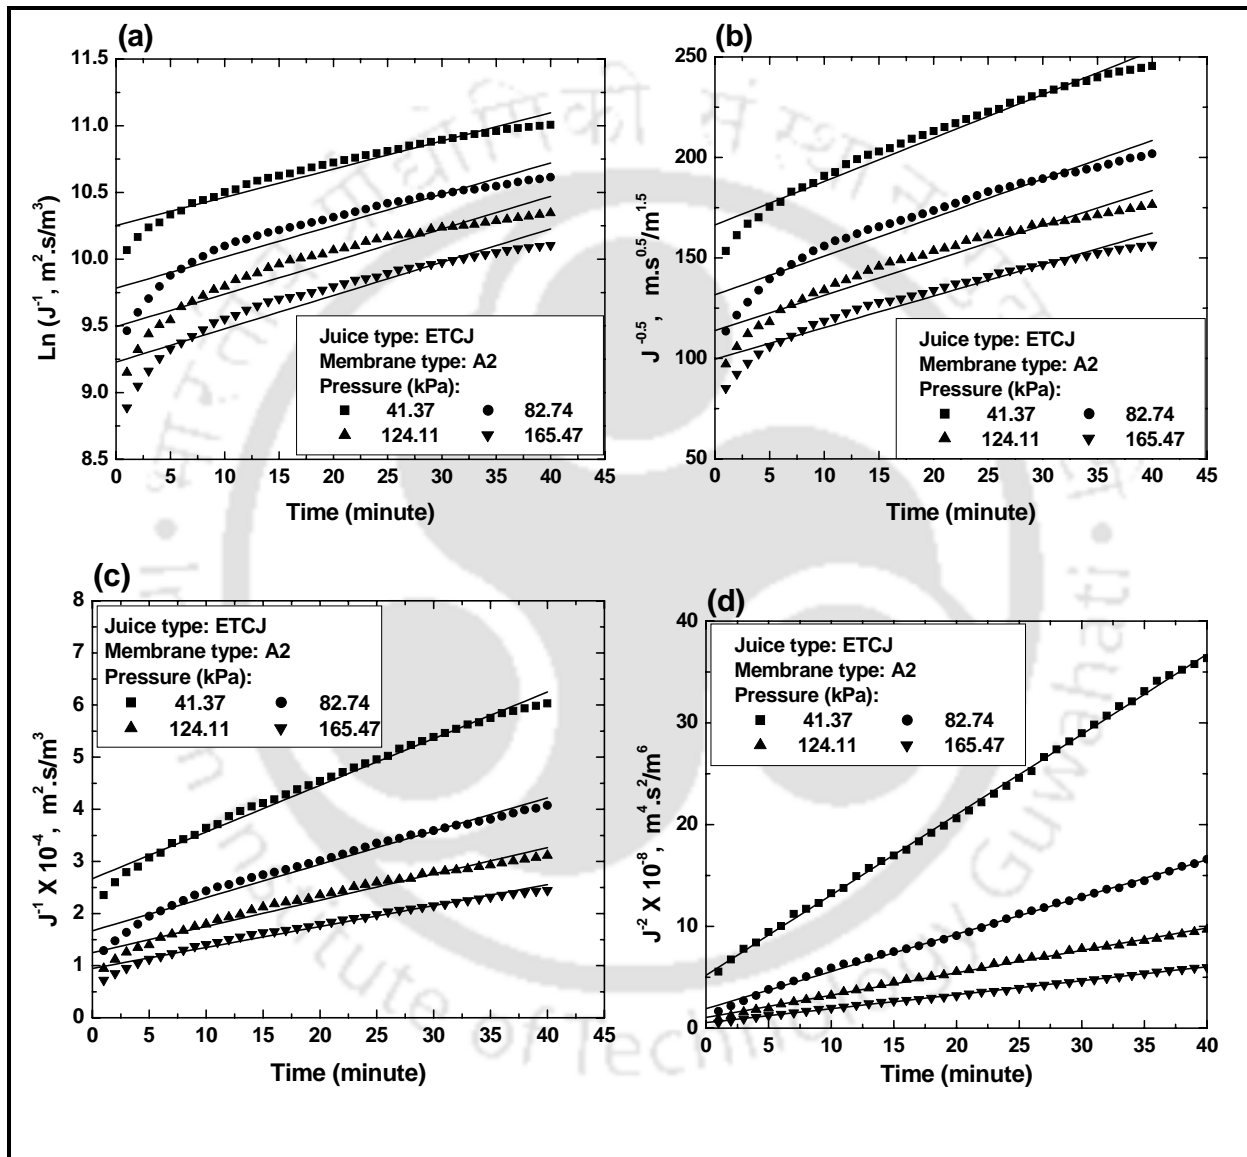 (a)
11.5
11.0
10.5
10.0
9.5
9.0
8.5
Ln (J⁻¹, m².s/m³)
Juice type: ETCJ
Membrane type: A2
Pressure (kPa):
41.37 82.74
124.11 165.47
0 5 10 15 20 25 30 35 40 45
Time (minute)
(b)
250
200
150
100
50
J⁻⁰·⁵, m.s⁰·⁵/m¹·⁵
Juice type: ETCJ
Membrane type: A2
Pressure (kPa):
41.37 82.74
124.11 165.47
0 5 10 15 20 25 30 35 40 45
Time (minute)
(c)
8
7
6
5
4
3
2
1
0
J⁻¹ X 10⁻⁴, m².s/m³
Juice type: ETCJ
Membrane type: A2
Pressure (kPa):
41.37 82.74
124.11 165.47
0 5 10 15 20 25 30 35 40 45
Time (minute)
(d)
40
30
20
10
0
J⁻² X 10⁻⁸, m⁴.s²/m⁶
Juice type: ETCJ
Membrane type: A2
Pressure (kPa):
41.37 82.74
124.11 165.47
0 5 10 15 20 25 30 35 40
Time (minute)
Institute of Technology Guwahati